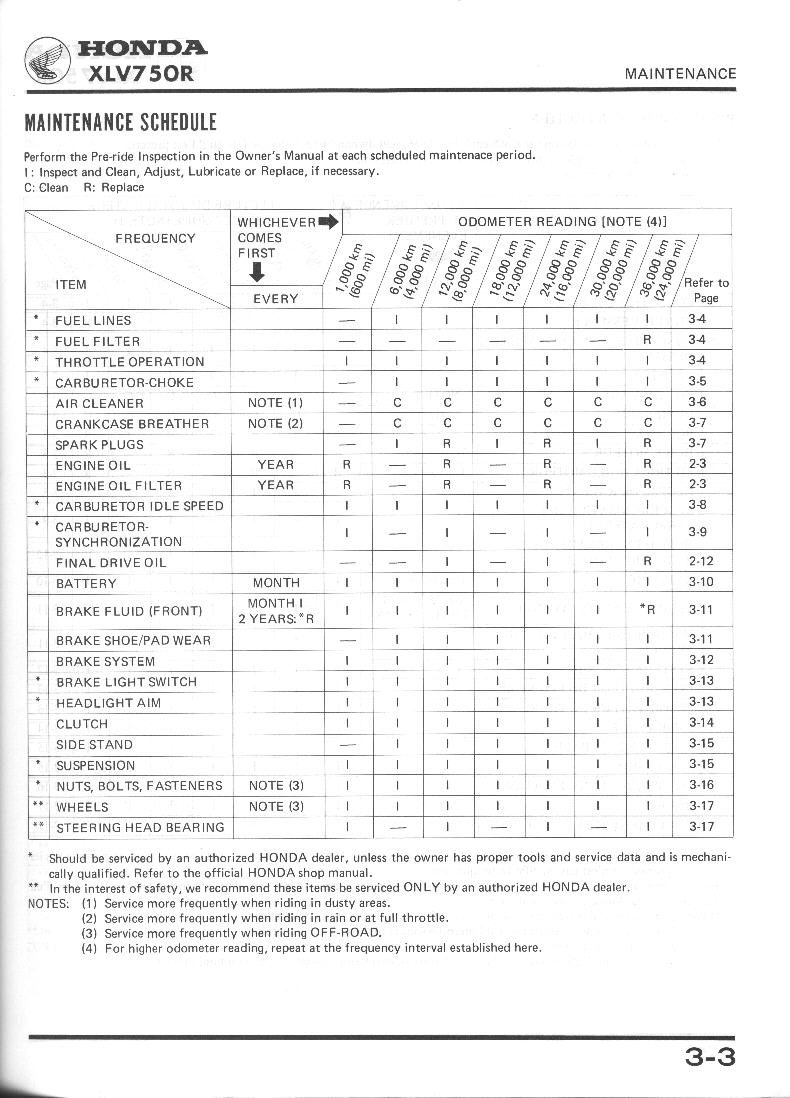 HONDA
XLV750R
MAINTENANCE
MAINTENANCE SCHEDULE
Perform the Pre-ride Inspection in the Owner's Manual at each scheduled maintenace period.
I : Inspect and Clean, Adjust, Lubricate or Replace, if necessary.
C: Clean R: Replace
FREQUENCY
ITEM
WHICHEVER
COMES
FIRST
EVERY
ODOMETER READING [NOTE (4)]
1,000 km (600 mi)
6,000 km (4,000 mi)
12,000 km (8,000 mi)
18,000 km (12,000 mi)
24,000 km (16,000 mi)
30,000 km (20,000 mi)
36,000 km (24,000 mi)
Refer to
Page
* FUEL LINES — I I I I I I 3-4
* FUEL FILTER — — — — — — R 3-4
* THROTTLE OPERATION I I I I I I I 3-4
* CARBURETOR-CHOKE — I I I I I I 3-5
AIR CLEANER NOTE (1) — C C C C C C 3-6
CRANKCASE BREATHER NOTE (2) — C C C C C C 3-7
SPARK PLUGS — I R I R I R 3-7
ENGINE OIL YEAR R — R — R — R 2-3
ENGINE OIL FILTER YEAR R — R — R — R 2-3
* CARBURETOR IDLE SPEED I I I I I I I 3-8
* CARBURETOR-
SYNCHRONIZATION I — I — I — I 3-9
FINAL DRIVE OIL — — I — I — R 2-12
BATTERY MONTH I I I I I I I 3-10
BRAKE FLUID (FRONT) MONTH I
2 YEARS:*R I I I I I I *R 3-11
BRAKE SHOE/PAD WEAR — I I I I I I 3-11
BRAKE SYSTEM I I I I I I I 3-12
* BRAKE LIGHT SWITCH I I I I I I I 3-13
* HEADLIGHT AIM I I I I I I I 3-13
CLUTCH I I I I I I I 3-14
SIDE STAND — I I I I I I 3-15
* SUSPENSION I I I I I I I 3-15
* NUTS, BOLTS, FASTENERS NOTE (3) I I I I I I I 3-16
** WHEELS NOTE (3) I I I I I I I 3-17
** STEERING HEAD BEARING I — I — I — I 3-17
* Should be serviced by an authorized HONDA dealer, unless the owner has proper tools and service data and is mechani-
cally qualified. Refer to the official HONDA shop manual.
** In the interest of safety, we recommend these items be serviced ONLY by an authorized HONDA dealer.
NOTES: (1) Service more frequently when riding in dusty areas.
(2) Service more frequently when riding in rain or at full throttle.
(3) Service more frequently when riding OFF-ROAD.
(4) For higher odometer reading, repeat at the frequency interval established here.
3-3